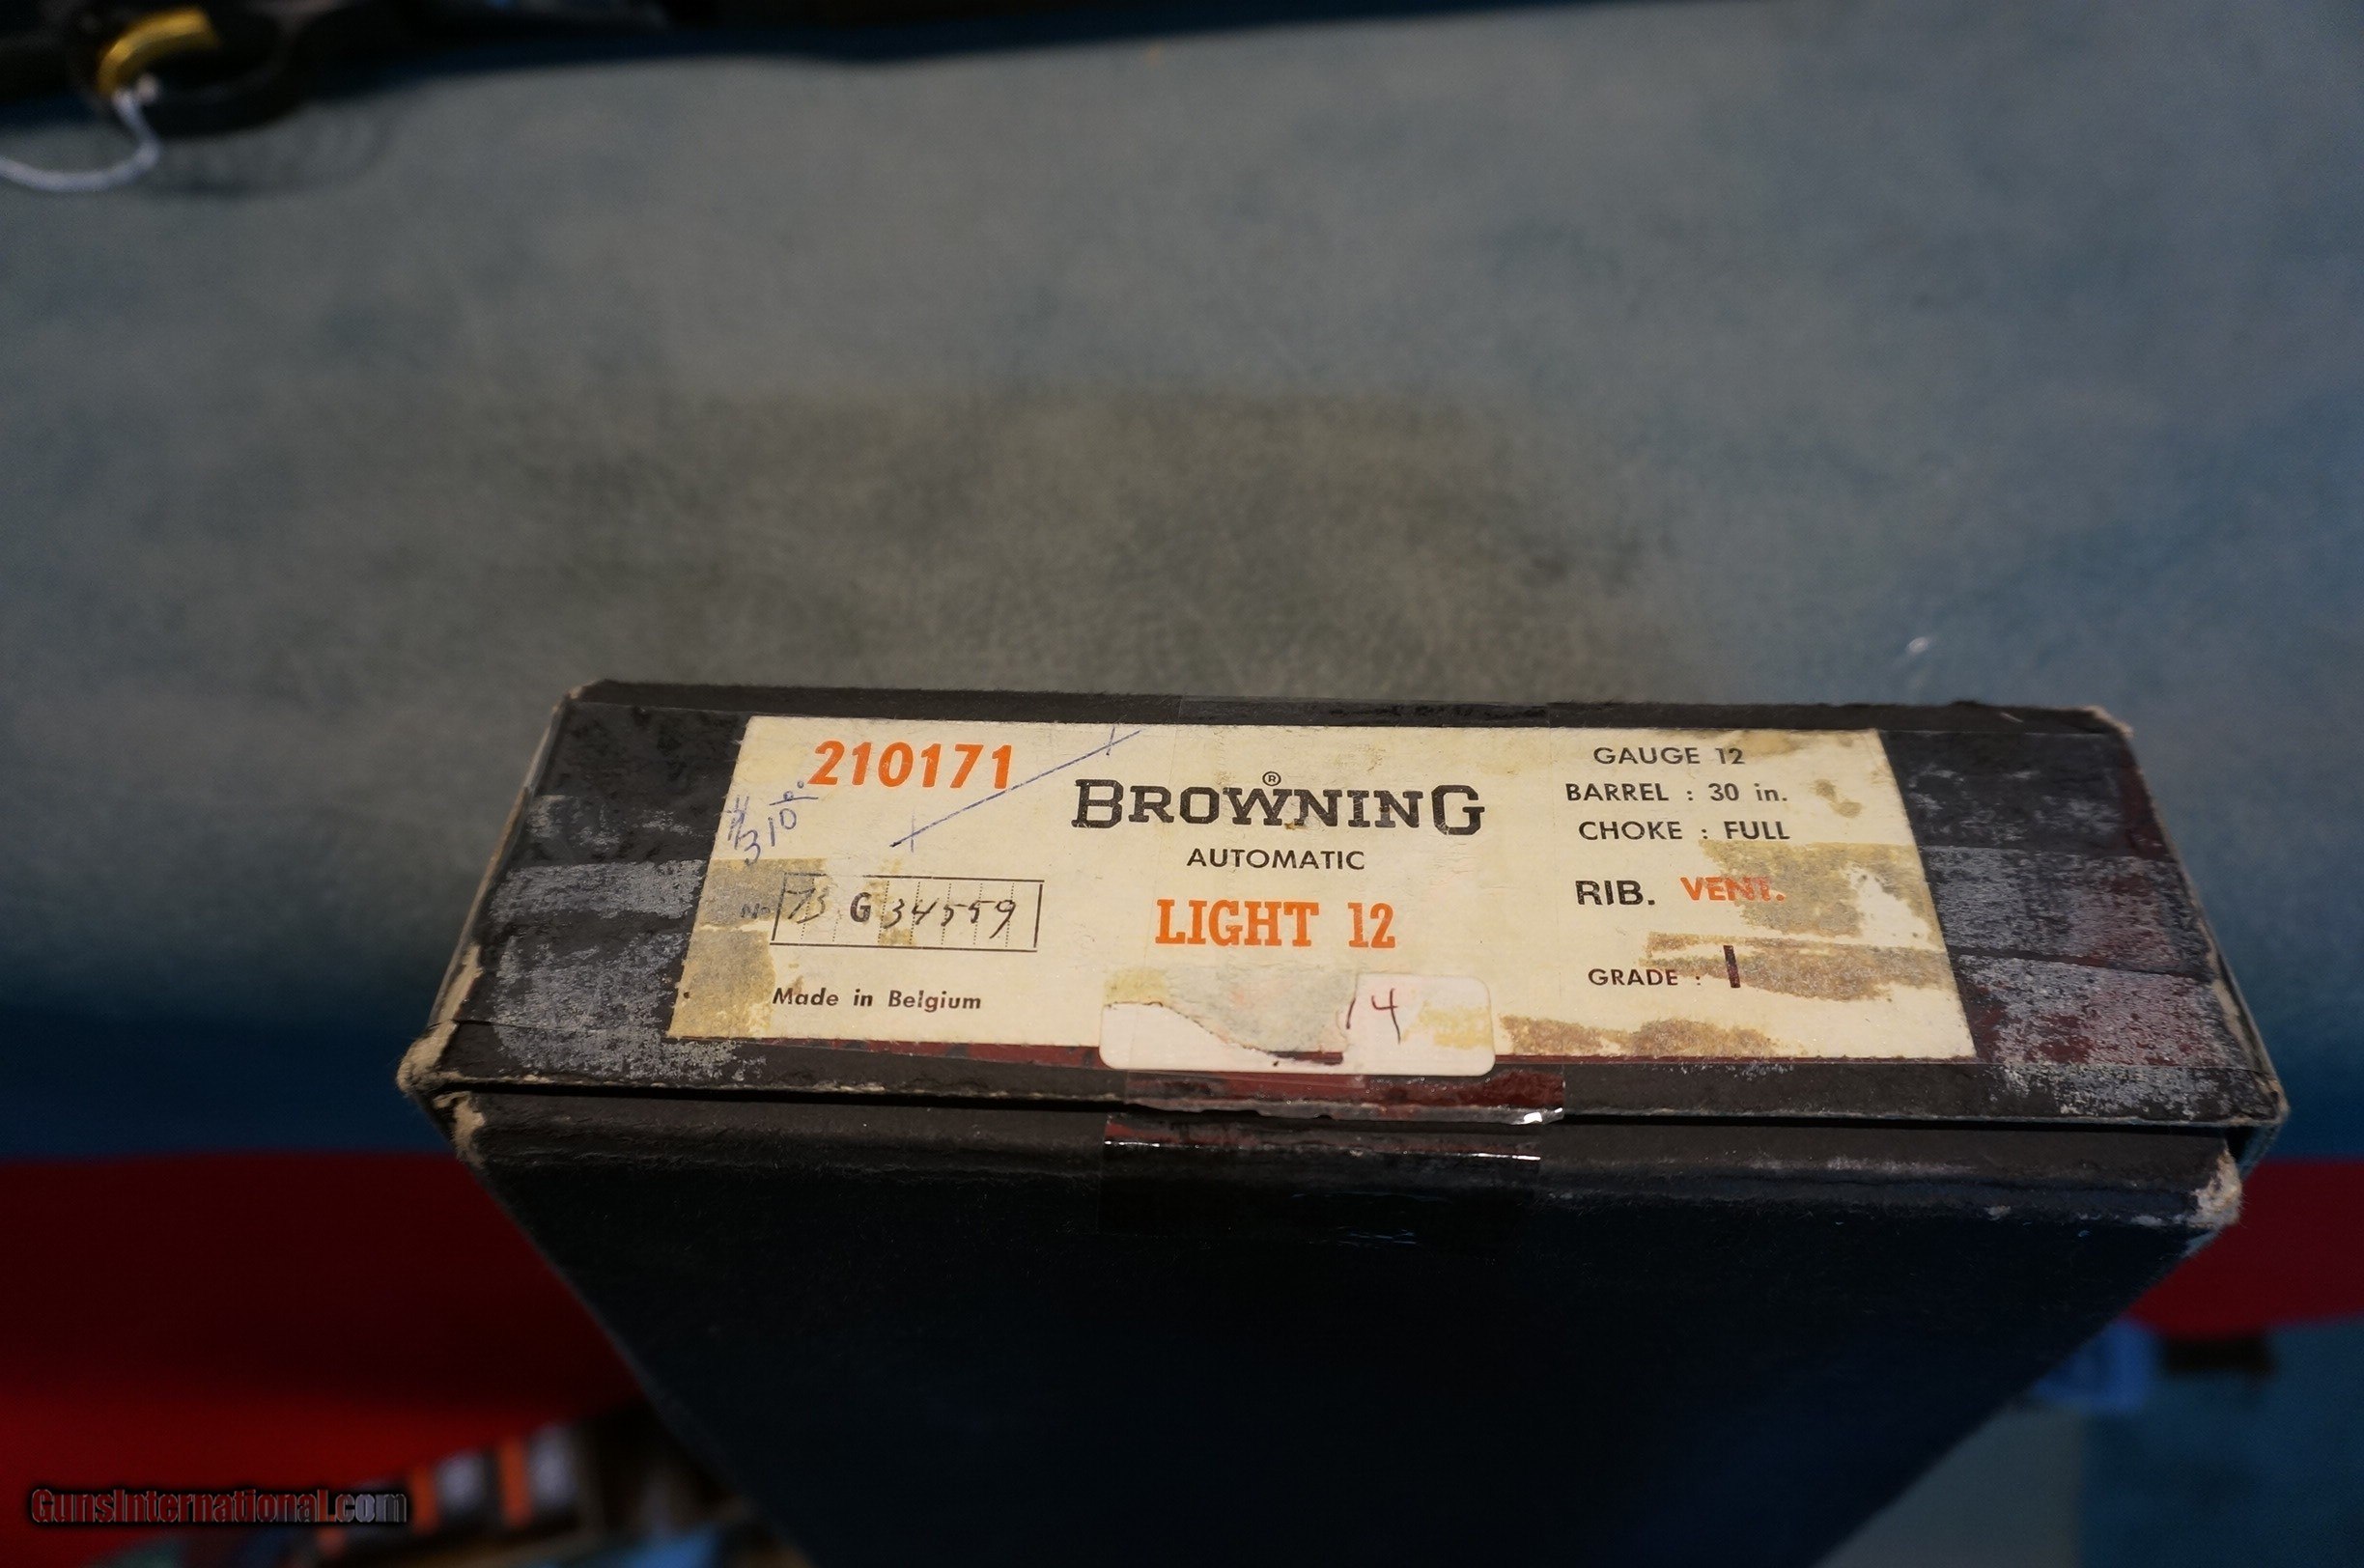 210171
$310.00
No 73 G 34559
Made in Belgium
BROWNING®
AUTOMATIC
LIGHT 12
14
GAUGE 12
BARREL : 30 in.
CHOKE : FULL
RIB. VENT.
GRADE : I
GunsInternational.com